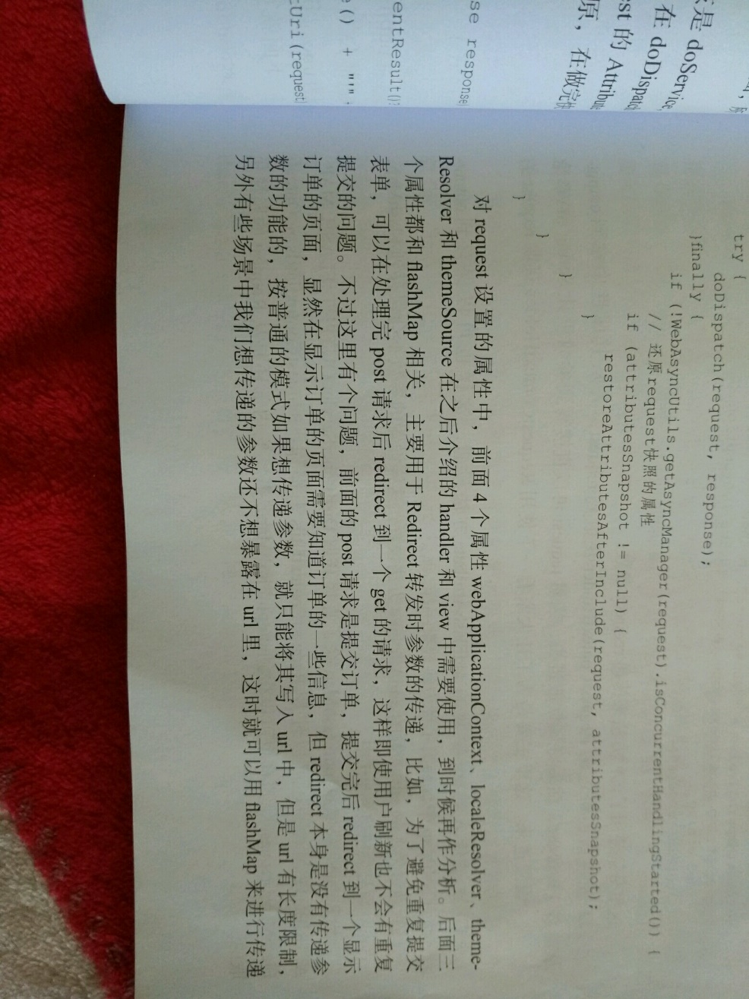 是 doService
在 doDispatch
est 的 Attribute
原，在做完快
se response
entResult()
e() + "'";
cUri(request
try {
doDispatch(request, response);
}finally {
if (!WebAsyncUtils.getAsyncManager(request).isConcurrentHandlingStarted()) {
// 还原request快照的属性
if (attributesSnapshot != null) {
restoreAttributesAfterInclude(request, attributesSnapshot);
}
}
}
}
对 request 设置的属性中，前面 4 个属性 webApplicationContext、localeResolver、theme-
Resolver 和 themeSource 在之后介绍的 handler 和 view 中需要使用，到时候再作分析。后面三
个属性都和 flashMap 相关，主要用于 Redirect 转发时参数的传递，比如，为了避免重复提交
表单，可以在处理完 post 请求后 redirect 到一个 get 的请求，这样即使用户刷新也不会有重复
提交的问题。不过这里有个问题，前面的 post 请求是提交订单，提交完后 redirect 到一个显示
订单的页面，显然在显示订单的页面需要知道订单的一些信息，但 redirect 本身是没有传递参
数的功能的，按普通的模式如果想传递参数，就只能将其写入 url 中，但是 url 有长度限制，
另外有些场景中我们想传递的参数还不想暴露在 url 里，这时就可以用 flashMap 来进行传递